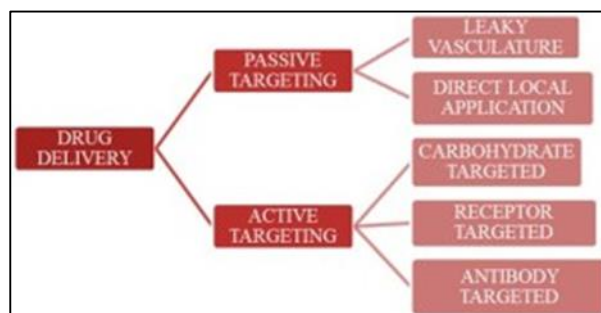 DRUG
DELIVERY
PASSIVE
TARGETING
LEAKY
VASCULATURE
DIRECT LOCAL
APPLICATION
ACTIVE
TARGETING
CARBOHYDRATE
TARGETED
RECEPTOR
TARGETED
ANTIBODY
TARGETED